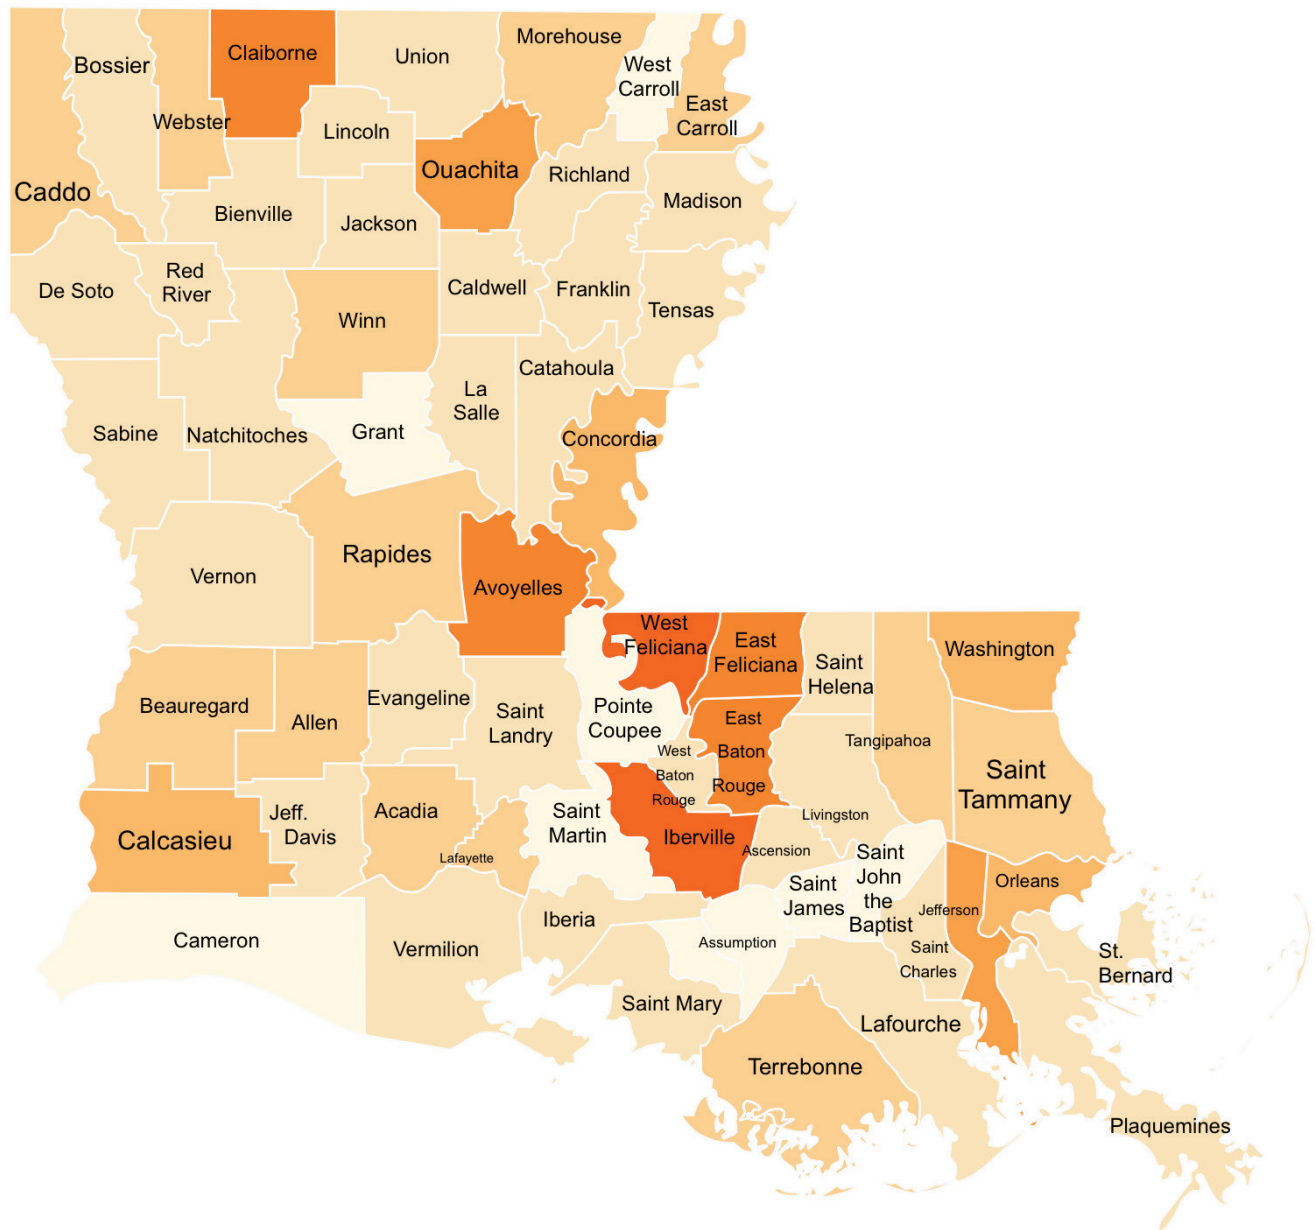 Morehouse
Claiborne
Union
Bossier
West
Carroll
East
Carroll
Webster
Lincoln
Ouachita
Richland
Caddo
Madison
Bienville
Jackson
Red
River
De Soto
Caldwell
Franklin
Tensas
Winn
Catahoula
La
Salle
Sabine
Natchitoches
Grant
Concordia
Rapides
Vernon
Avoyelles
West
Feliciana
East
Feliciana
Washington
Saint
Helena
Beauregard
Evangeline
Allen
Saint
Landry
Pointe
Coupee
East
Baton
Rouge
Tangipahoa
West
Baton
Rouge
Saint
Tammany
Acadia
Jeff.
Davis
Saint
Martin
Livingston
Calcasieu
Iberville
Lafayette
Ascension
Saint
John
the
Baptist
Saint
James
Orleans
Jefferson
Iberia
Cameron
Vermilion
Assumption
Saint
Charles
St.
Bernard
Saint Mary
Lafourche
Terrebonne
Plaquemines